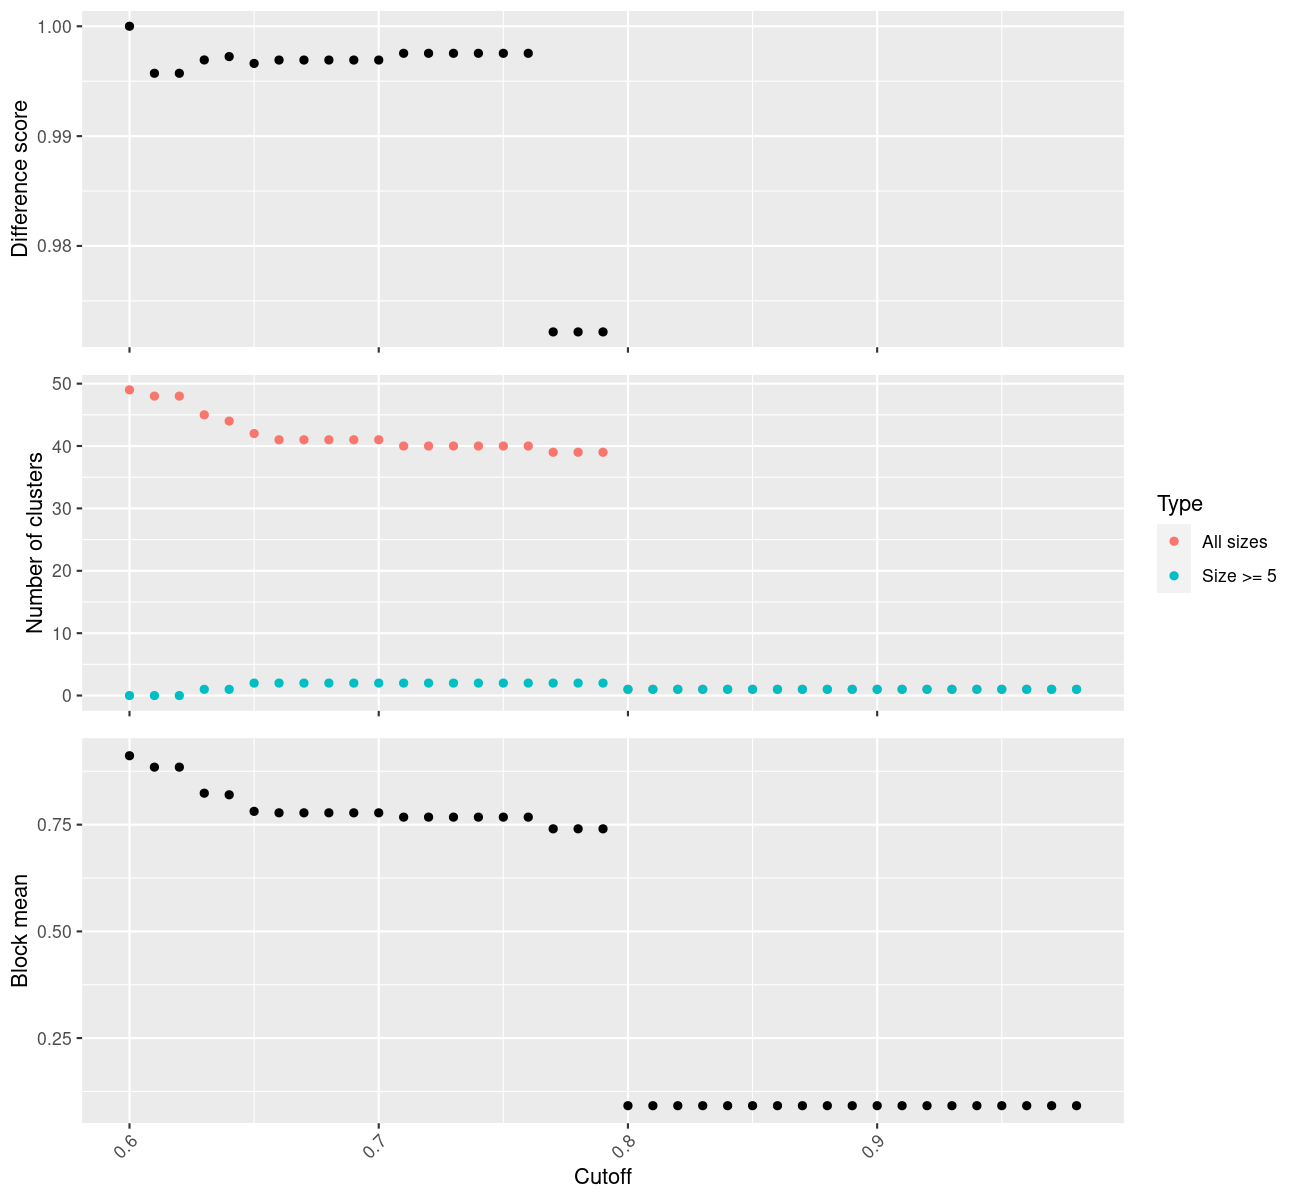 Difference score
1.00
0.99
0.98
Number of clusters
50
40
30
20
10
0
Type
All sizes
Size >= 5
Block mean
0.75
0.50
0.25
0.6
0.7
0.8
0.9
Cutoff